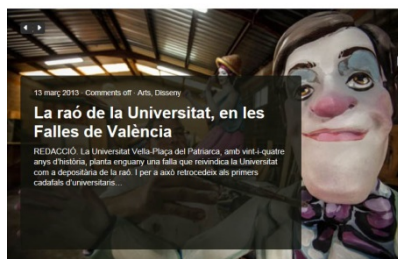 13 març 2013 · Comments off · Arts, Disseny
La raó de la Universitat, en les
Falles de València
REDACCIÓ. La Universitat Vella-Plaça del Patriarca, amb vint-i-quatre
anys d'història, planta enguany una falla que reivindica la Universitat
com a depositària de la raó. I per a això retrocedeix als primers
cadafals d'universitaris...